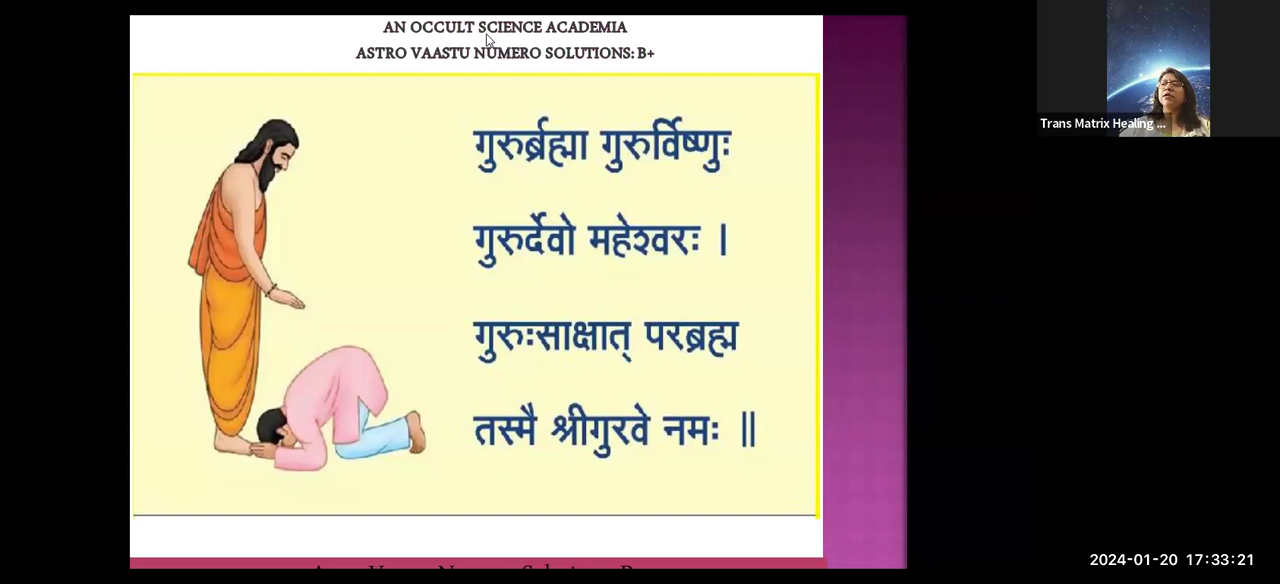 AN OCCULT SCIENCE ACADEMIA
ASTRO VAASTU NUMERO SOLUTIONS: B+
गुरुर्ब्रह्मा गुरुर्विष्णुः
गुरुर्देवो महेश्वरः ।
गुरुःसाक्षात् परब्रह्म
तस्मै श्रीगुरवे नमः ॥
Trans Matrix Healing ...
2024-01-20 17:33:21